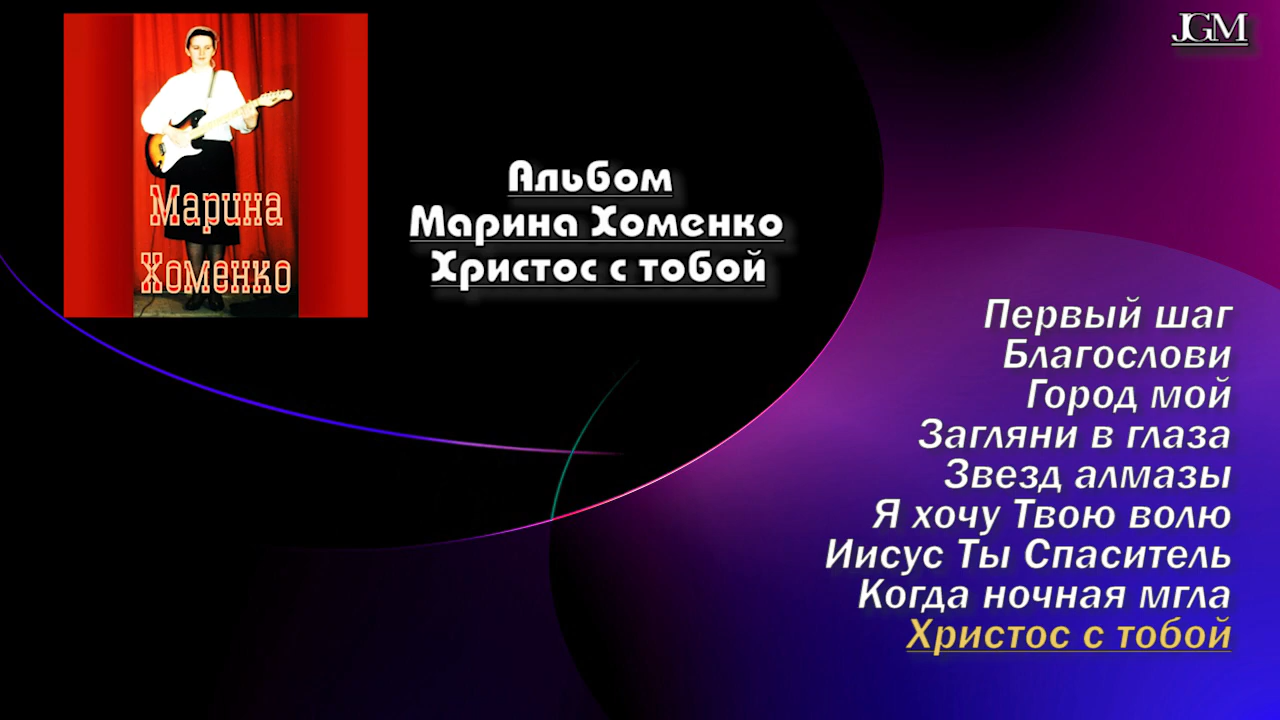 JGM
Марина
Хоменко
Альбом
Марина Хоменко
Христос с тобой
Первый шаг
Благослови
Город мой
Загляни в глаза
Звезд алмазы
Я хочу Твою волю
Иисус Ты Спаситель
Когда ночная мгла
Христос с тобой